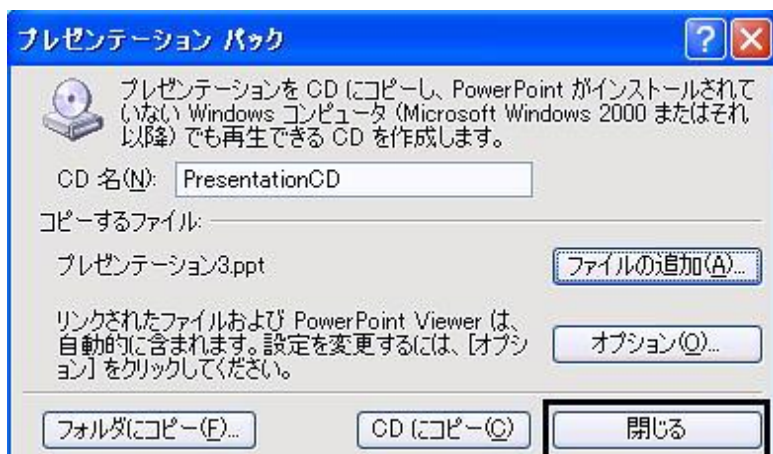 プレゼンテーション パック
プレゼンテーションを CD にコピーし、PowerPoint がインストールされて
いない Windows コンピュータ (Microsoft Windows 2000 またはそれ
以降) でも再生できる CD を作成します。
CD 名(N): PresentationCD
コピーするファイル:
プレゼンテーション3.ppt ファイルの追加(A)...
リンクされたファイルおよび PowerPoint Viewer は、
自動的に含まれます。設定を変更するには、[オプシ
ョン] をクリックしてください。
オプション(O)...
フォルダにコピー(F)... CD にコピー(C) 閉じる